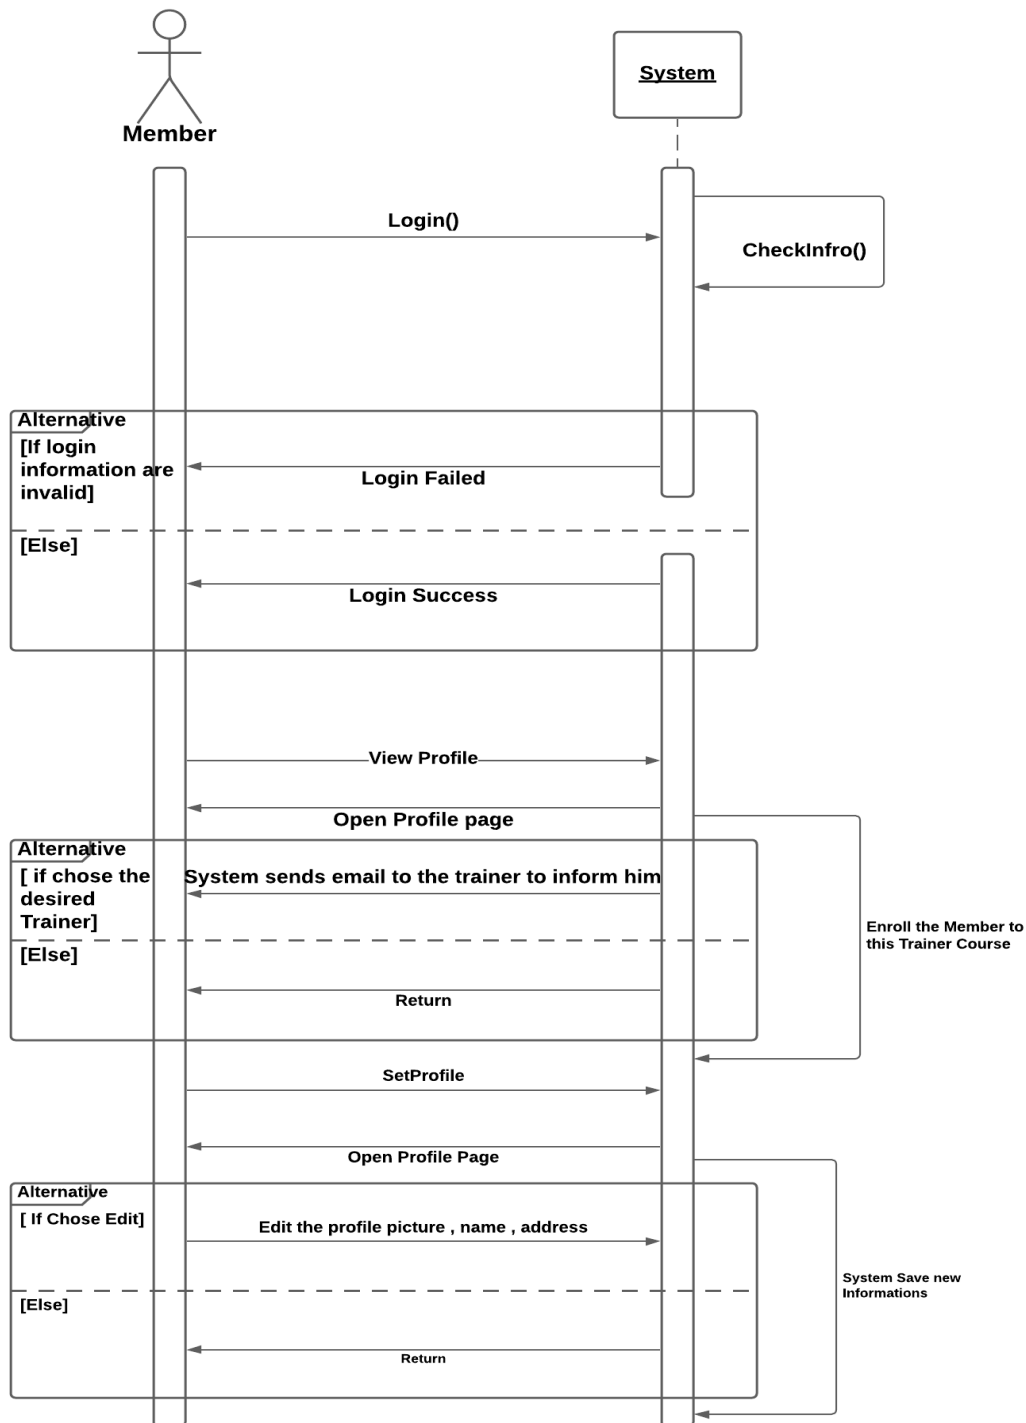 System
Member
Login()
CheckInfro()
Alternative
[If login
information are
invalid]
Login Failed
[Else]
Login Success
View Profile
Open Profile page
Alternative
[ if chose the
desired
Trainer]
System sends email to the trainer to inform him
Enroll the Member to
this Trainer Course
[Else]
Return
SetProfile
Open Profile Page
Alternative
[ If Chose Edit]
Edit the profile picture , name , address
System Save new
Informations
[Else]
Return